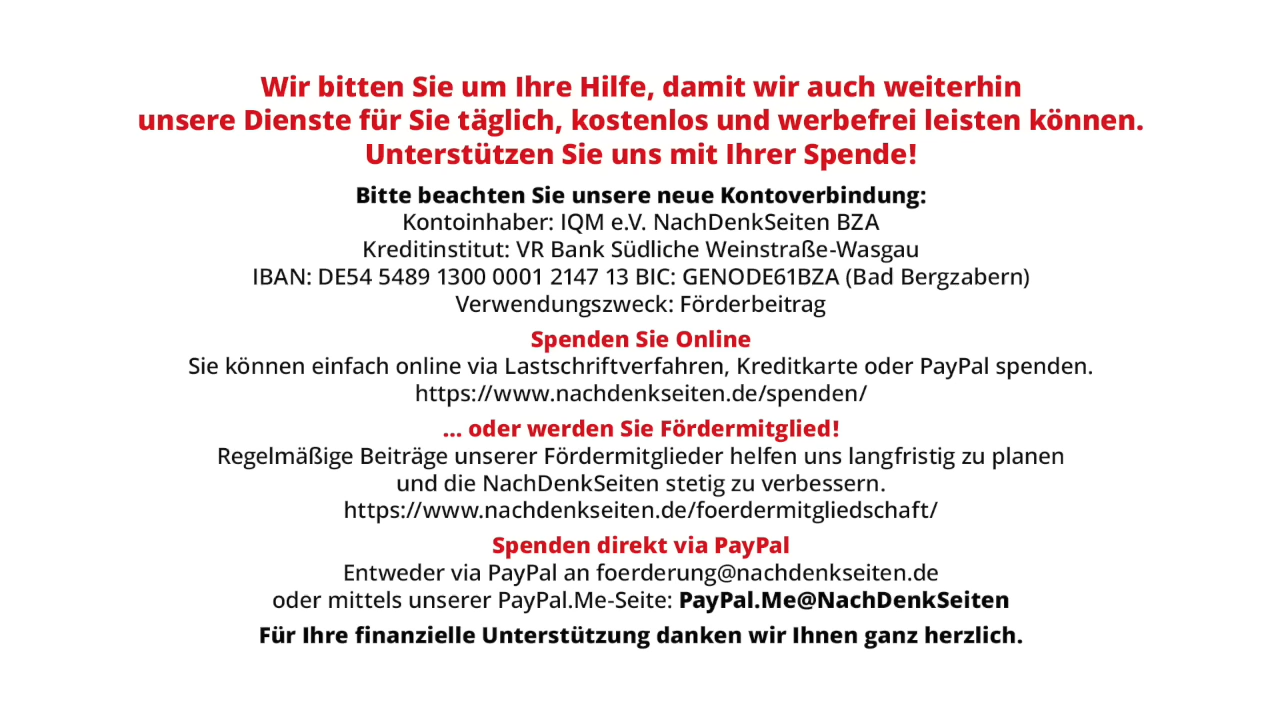 Wir bitten Sie um Ihre Hilfe, damit wir auch weiterhin
unsere Dienste für Sie täglich, kostenlos und werbefrei leisten können.
Unterstützen Sie uns mit Ihrer Spende!
Bitte beachten Sie unsere neue Kontoverbindung:
Kontoinhaber: IQM e.V. NachDenkSeiten BZA
Kreditinstitut: VR Bank Südliche Weinstraße-Wasgau
IBAN: DE54 5489 1300 0001 2147 13 BIC: GENODE61BZA (Bad Bergzabern)
Verwendungszweck: Förderbeitrag
Spenden Sie Online
Sie können einfach online via Lastschriftverfahren, Kreditkarte oder PayPal spenden.
https://www.nachdenkseiten.de/spenden/
... oder werden Sie Fördermitglied!
Regelmäßige Beiträge unserer Fördermitglieder helfen uns langfristig zu planen
und die NachDenkSeiten stetig zu verbessern.
https://www.nachdenkseiten.de/foerdermitgliedschaft/
Spenden direkt via PayPal
Entweder via PayPal an foerderung@nachdenkseiten.de
oder mittels unserer PayPal.Me-Seite: PayPal.Me@NachDenkSeiten
Für Ihre finanzielle Unterstützung danken wir Ihnen ganz herzlich.